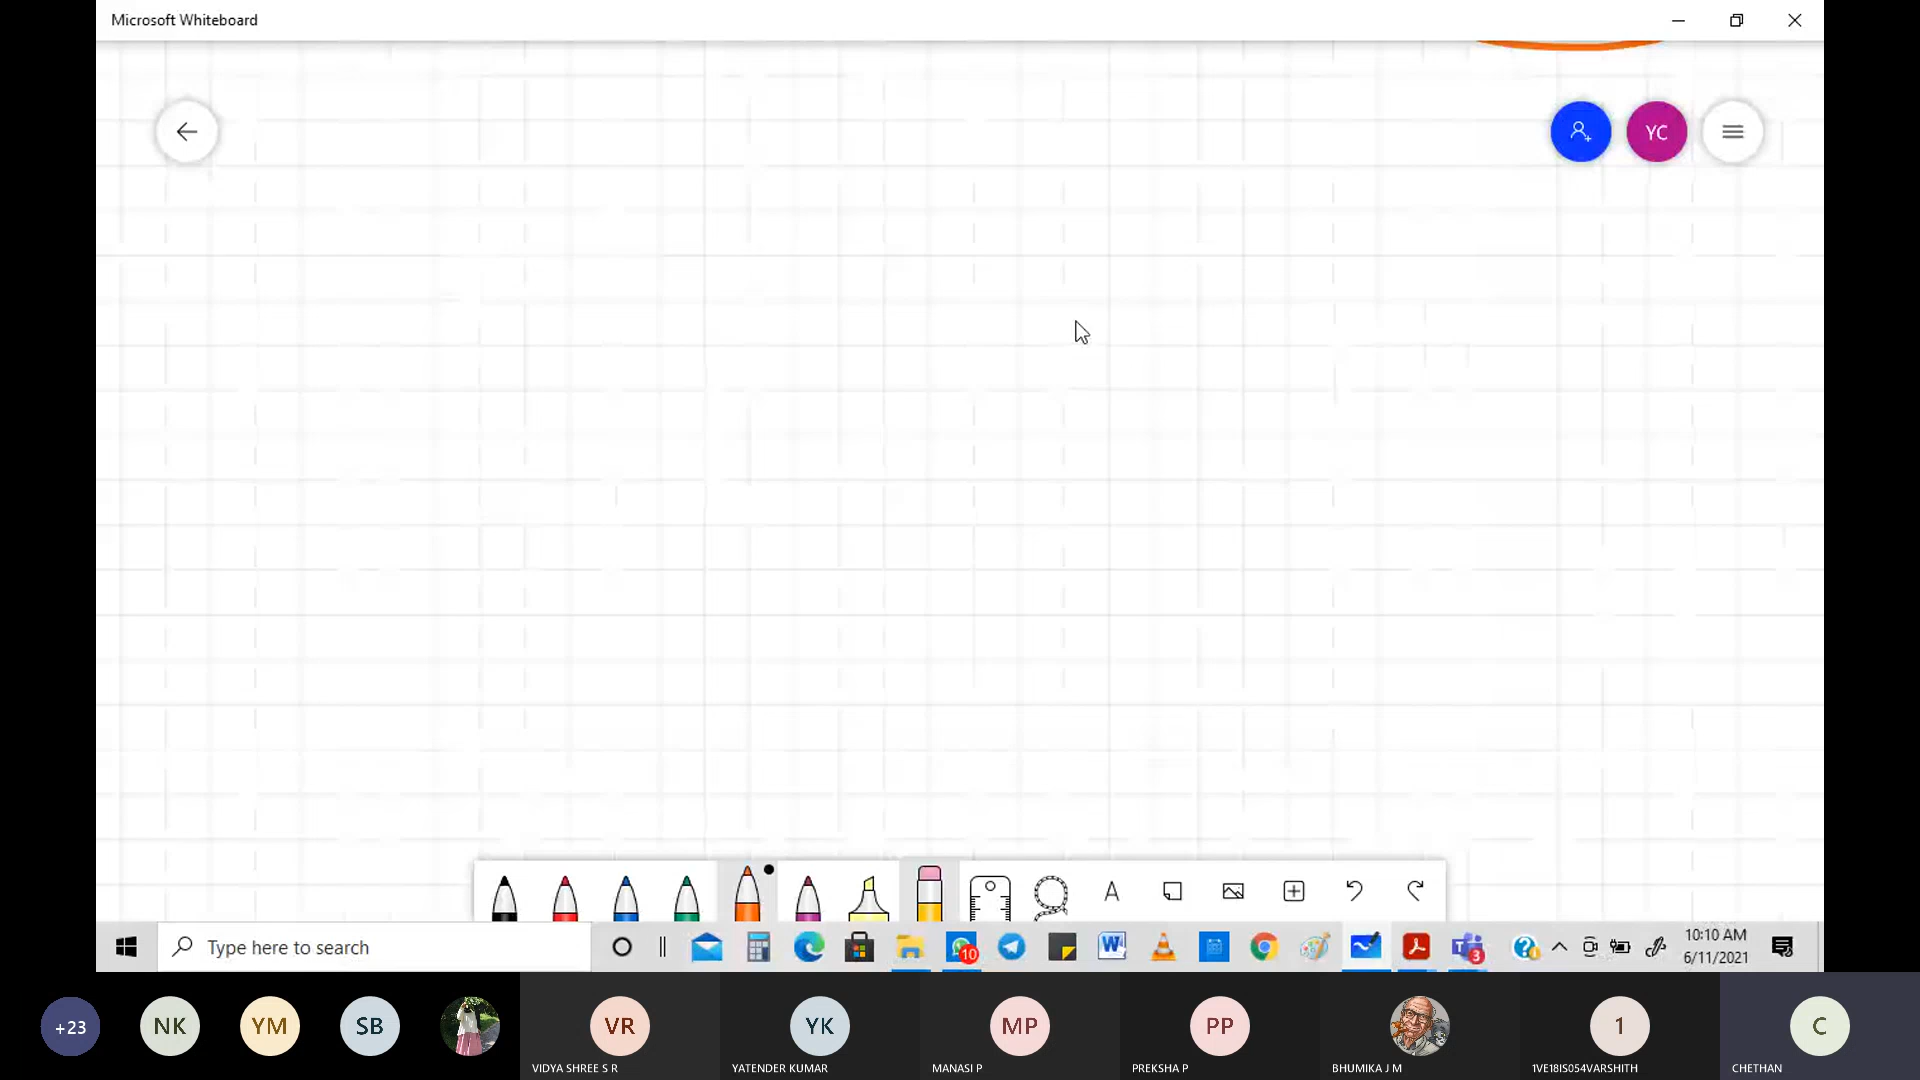 Microsoft Whiteboard
YC
A
Type here to search
10
3
10:10 AM
6/11/2021
+23
NK
YM
SB
VR
YK
MP
PP
1
C
VIDYA SHREE S R
YATENDER KUMAR
MANASI P
PREKSHA P
BHUMIKA J M
1VE18IS054VARSHITH
CHETHAN